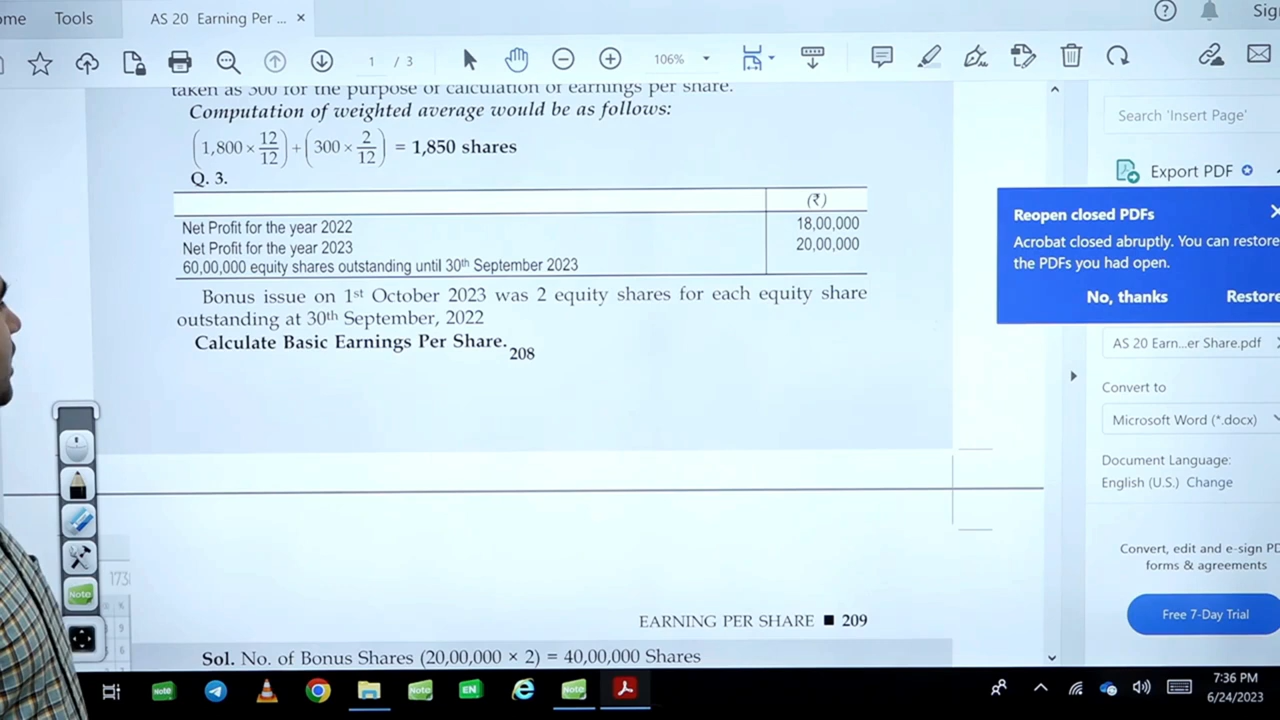 ome
Tools
AS 20 Earning Per ... ×
Sig
1 / 3
106%
taken as 300 for the purpose of calculation of earnings per share.
Computation of weighted average would be as follows:
(1,800 × 12/12) + (300 × 2/12) = 1,850 shares
Q. 3.
(₹)
Net Profit for the year 2022 18,00,000
Net Profit for the year 2023 20,00,000
60,00,000 equity shares outstanding until 30th September 2023
Bonus issue on 1st October 2023 was 2 equity shares for each equity share
outstanding at 30th September, 2022
Calculate Basic Earnings Per Share.
208
EARNING PER SHARE ■ 209
Sol. No. of Bonus Shares (20,00,000 × 2) = 40,00,000 Shares
Search 'Insert Page'
Export PDF
Reopen closed PDFs
Acrobat closed abruptly. You can restore
the PDFs you had open.
No, thanks
Restore
AS 20 Earn...er Share.pdf
Convert to
Microsoft Word (*.docx)
Document Language:
English (U.S.) Change
Convert, edit and e-sign PD
forms & agreements
Free 7-Day Trial
Note
173
9
6
Note
Note
EN
Note
7:36 PM
6/24/2023